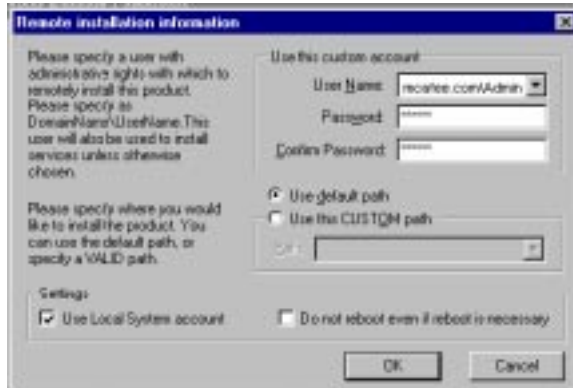 Remote installation information
Please specify a user with
administrative rights with which to
remotely install this product.
Please specify as
DomainName\UserName. This
user will also be used to install
services unless otherwise
chosen.
Use this custom account
User Name:
mcafee.com\Admin
Password:
Confirm Password:
Please specify where you would
like to install the product. You
can use the default path, or
specify a VALID path.
Use default path
Use this CUSTOM path
Settings
Use Local System account
Do not reboot even if reboot is necessary
OK
Cancel